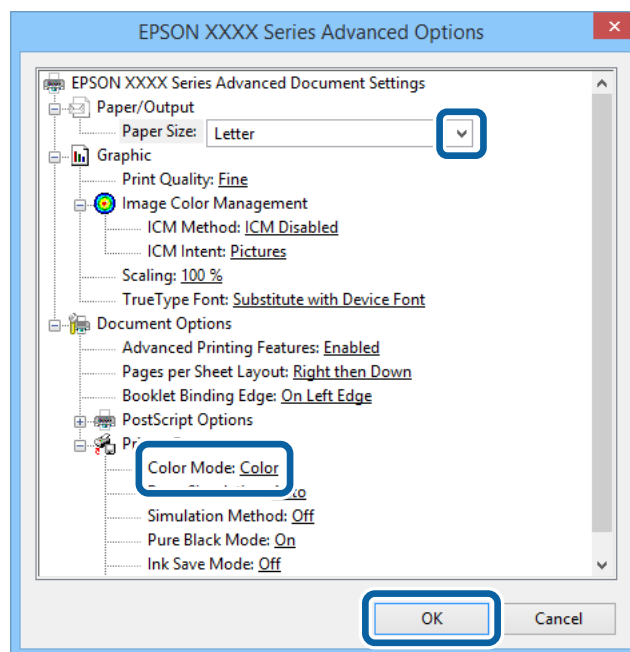 EPSON XXXX Series Advanced Options
EPSON XXXX Series Advanced Document Settings
Paper/Output
Paper Size: Letter
Graphic
Print Quality: Fine
Image Color Management
ICM Method: ICM Disabled
ICM Intent: Pictures
Scaling: 100 %
TrueType Font: Substitute with Device Font
Document Options
Advanced Printing Features: Enabled
Pages per Sheet Layout: Right then Down
Booklet Binding Edge: On Left Edge
PostScript Options
Color Mode: Color
Simulation Method: Off
Pure Black Mode: On
Ink Save Mode: Off
OK Cancel